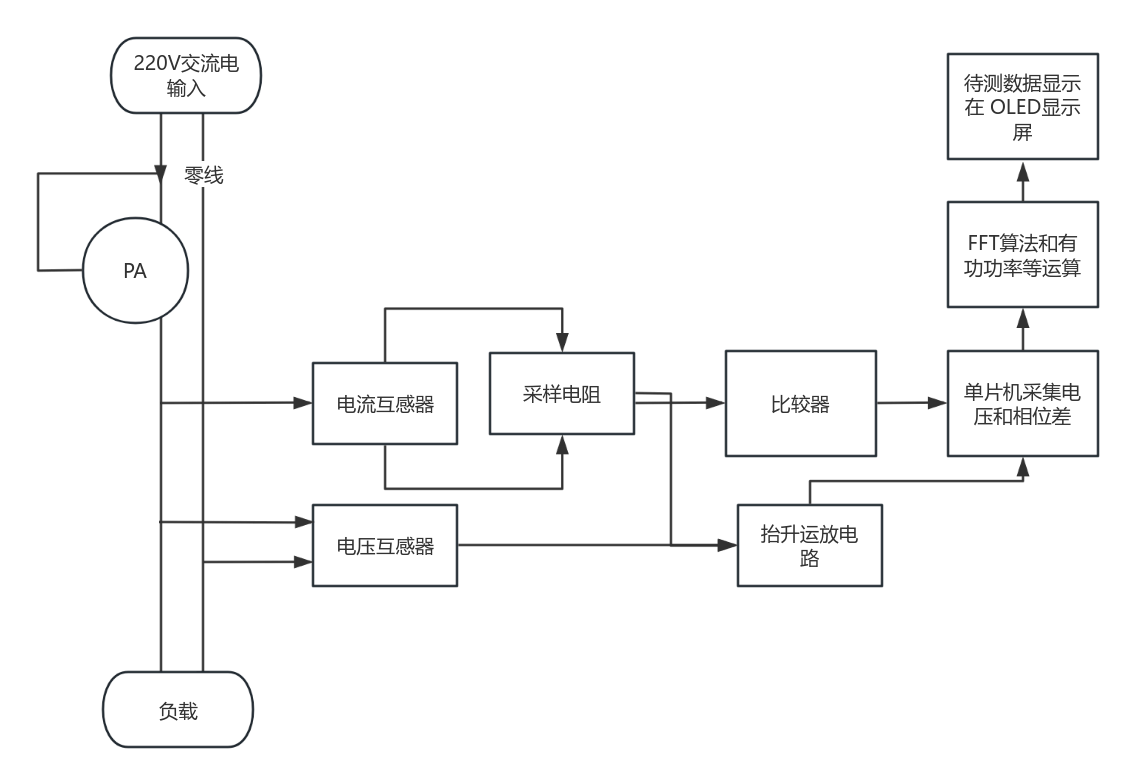 220V交流电
输入
零线
PA
电流互感器
电压互感器
采样电阻
比较器
抬升运放电
路
单片机采集电
压和相位差
FFT算法和有
功功率等运算
待测数据显示
在 OLED显示
屏
负载